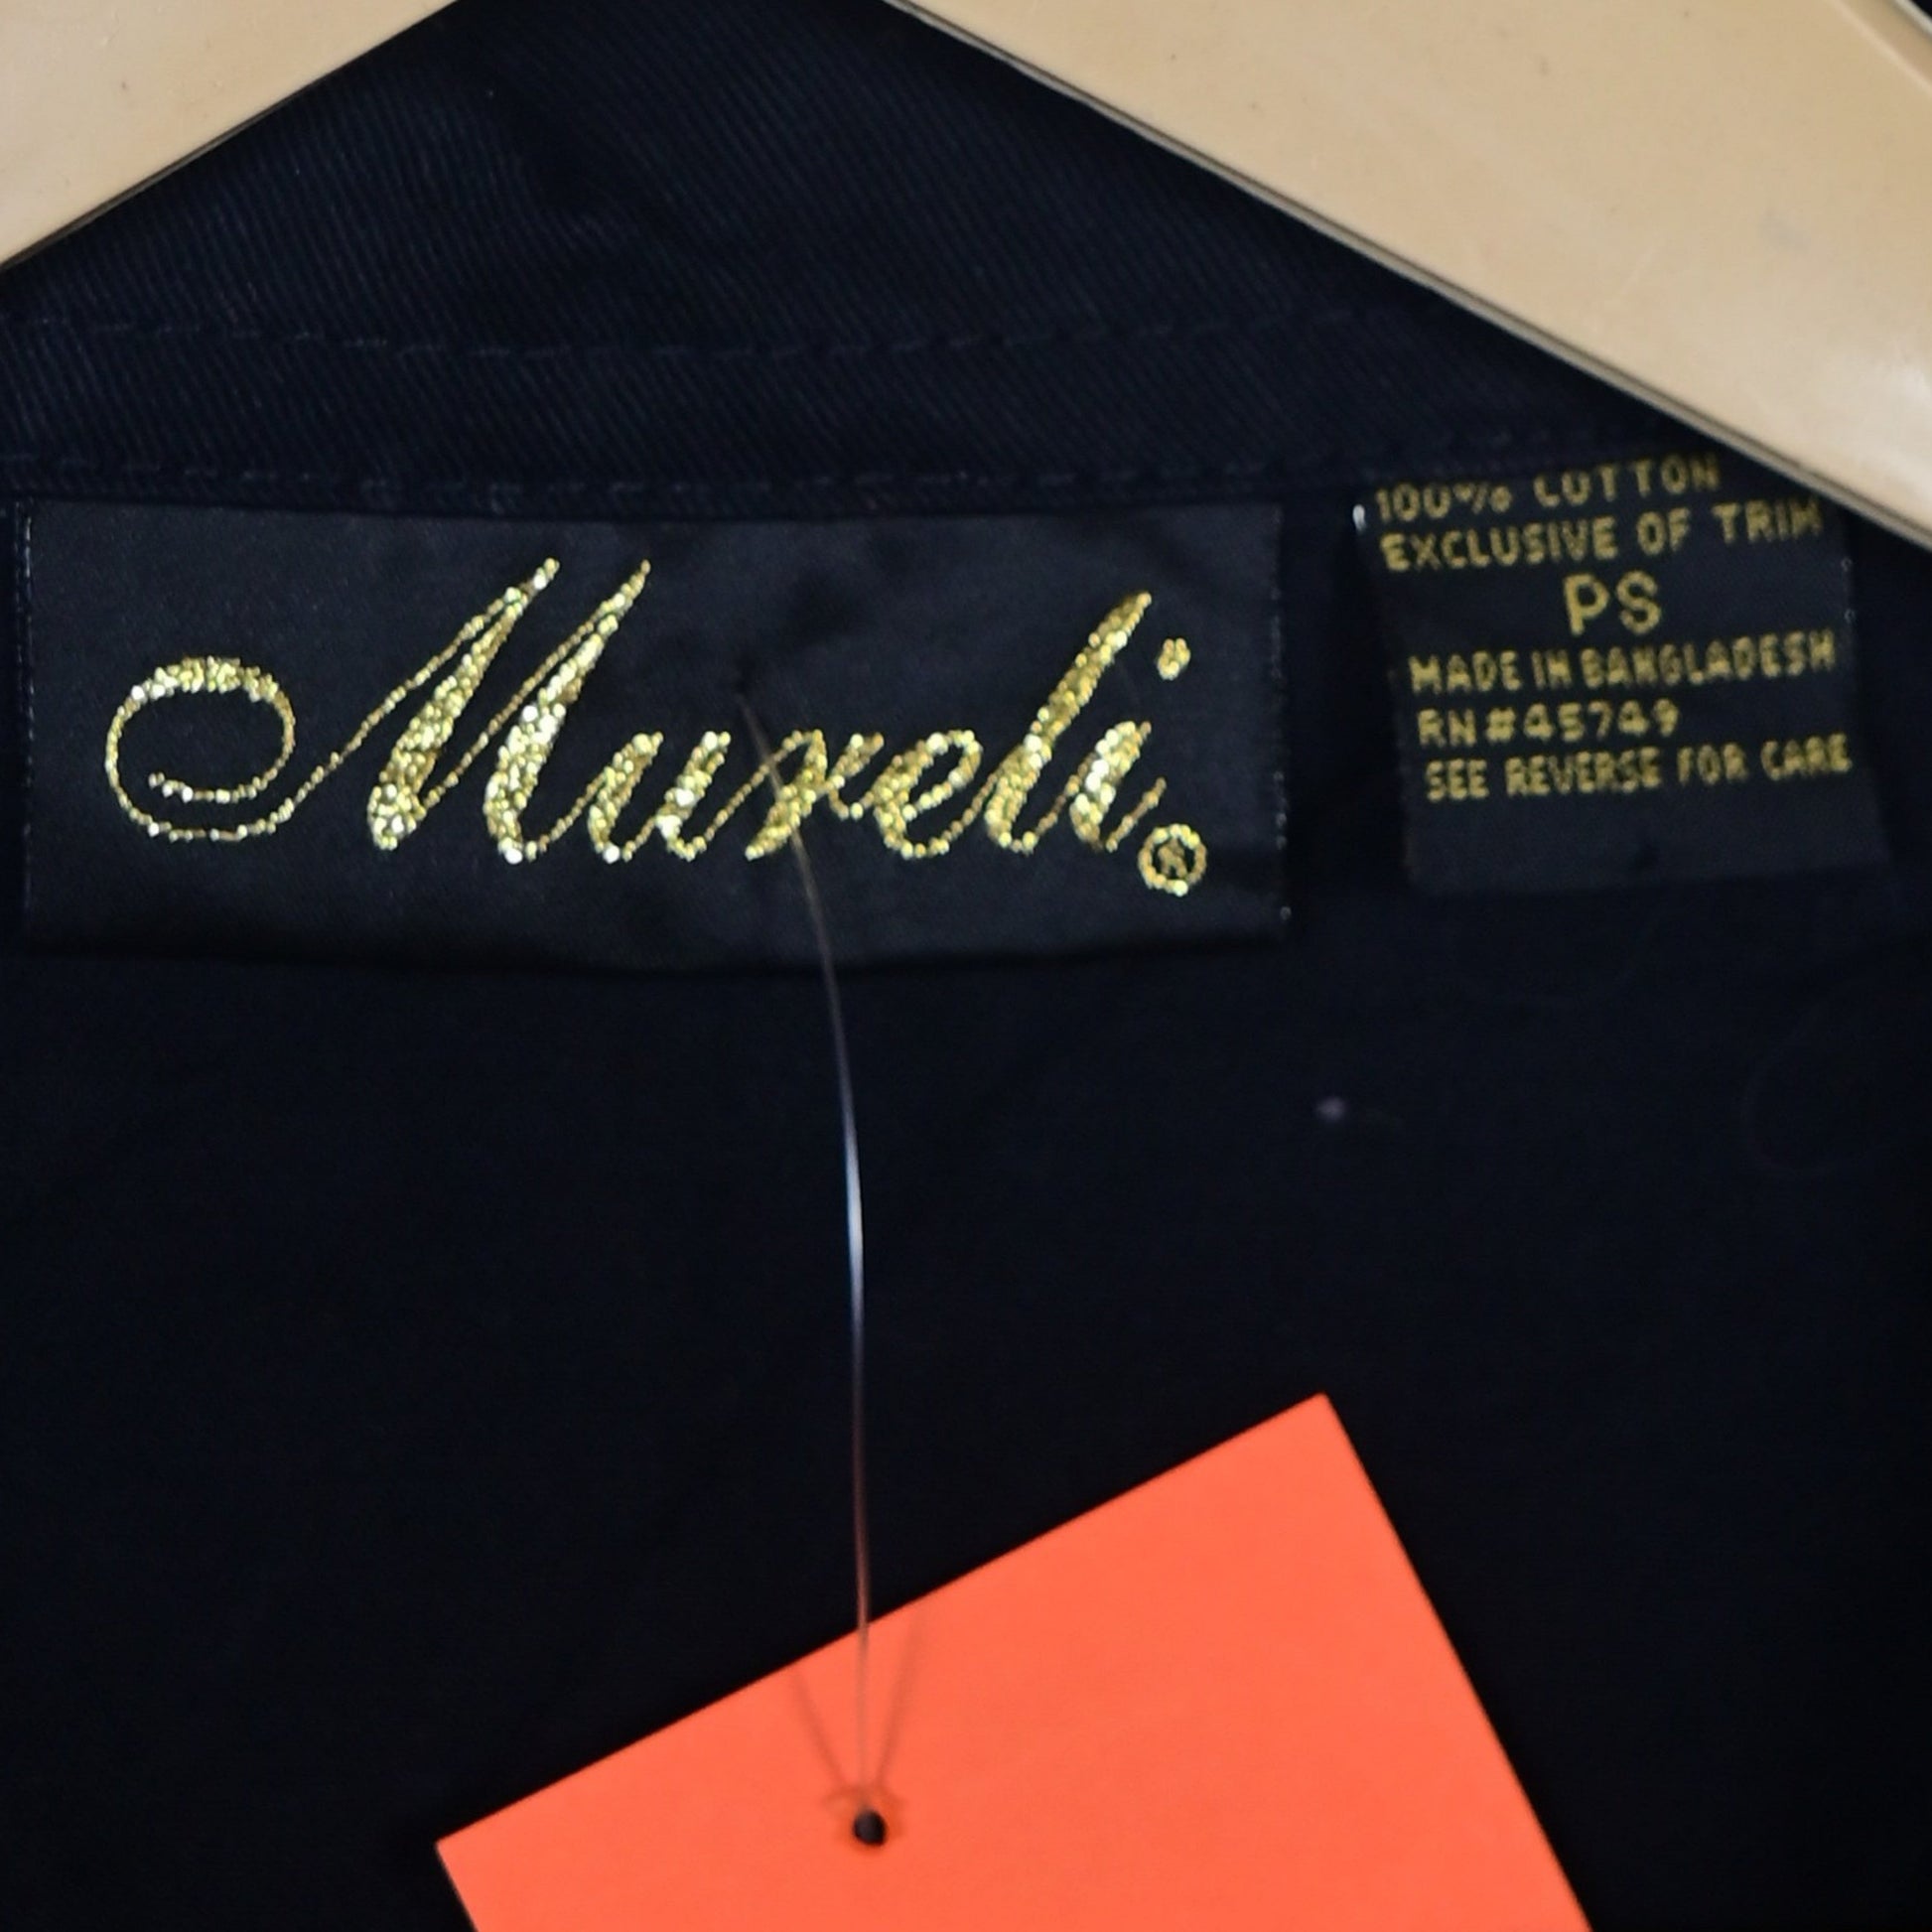 Mureli®
100% COTTON
EXCLUSIVE OF TRIM
PS
MADE IN BANGLADESH
RN#45749
SEE REVERSE FOR CARE